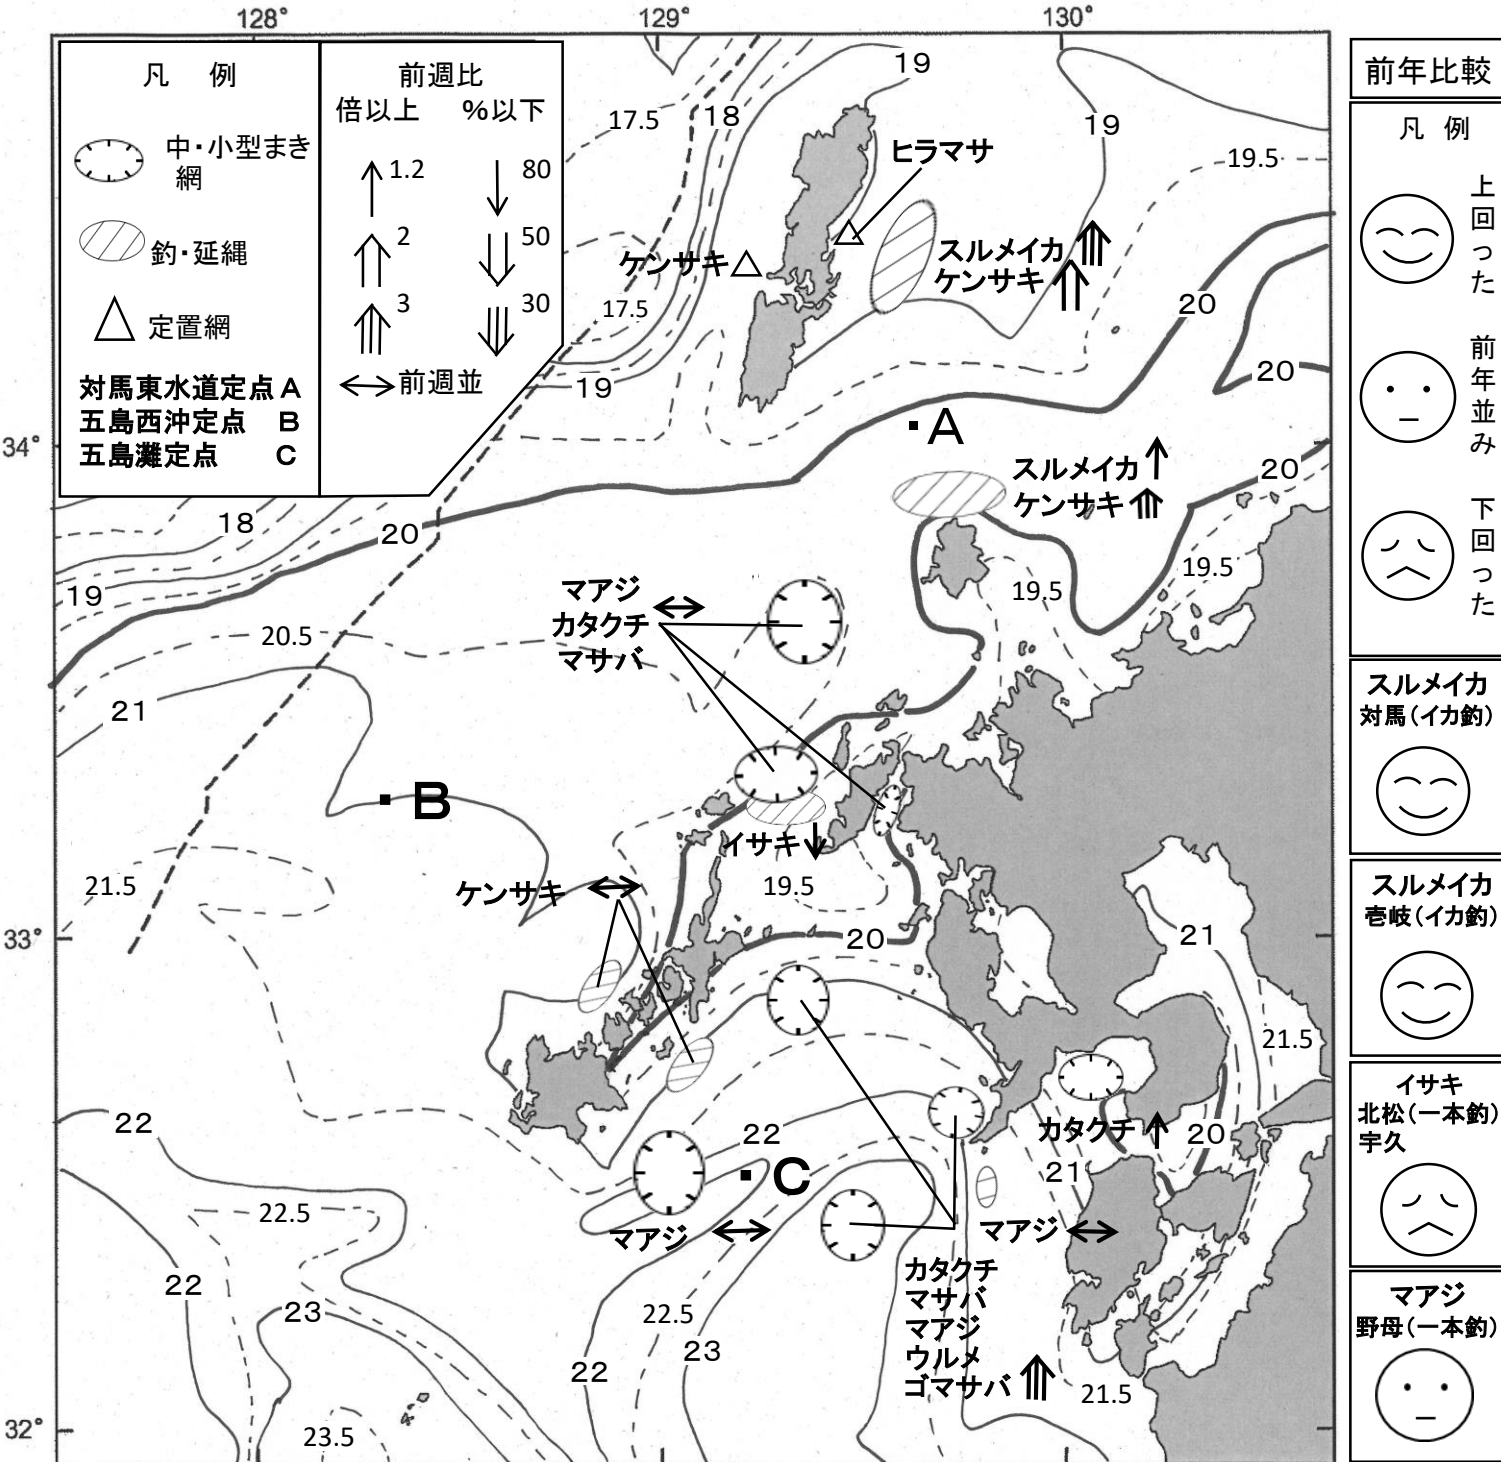 128°
129°
130°
34°
33°
32°
凡 例
中・小型まき
網
釣・延縄
定置網
対馬東水道定点 A
五島西沖定点 B
五島灘定点 C
前週比
倍以上 %以下
1.2 80
2 50
3 30
前週並
17.5
18
19
19
19.5
ヒラマサ
スルメイカ
ケンサキ
ケンサキ
17.5
20
20
19
A
スルメイカ
ケンサキ
20
18
20
19
19.5
19.5
マアジ
カタクチ
マサバ
20.5
21
B
イサキ
19.5
21.5
ケンサキ
20
21
21.5
22
22
カタクチ
20
C
21
22.5
マアジ
マアジ
カタクチ
マサバ
マアジ
ウルメ
ゴマサバ
22
23
22.5
23
22
21.5
23.5
前年比較
凡 例
上回った
前年並み
下回った
スルメイカ
対馬(イカ釣)
スルメイカ
壱岐(イカ釣)
イサキ
北松(一本釣)
宇久
マアジ
野母(一本釣)